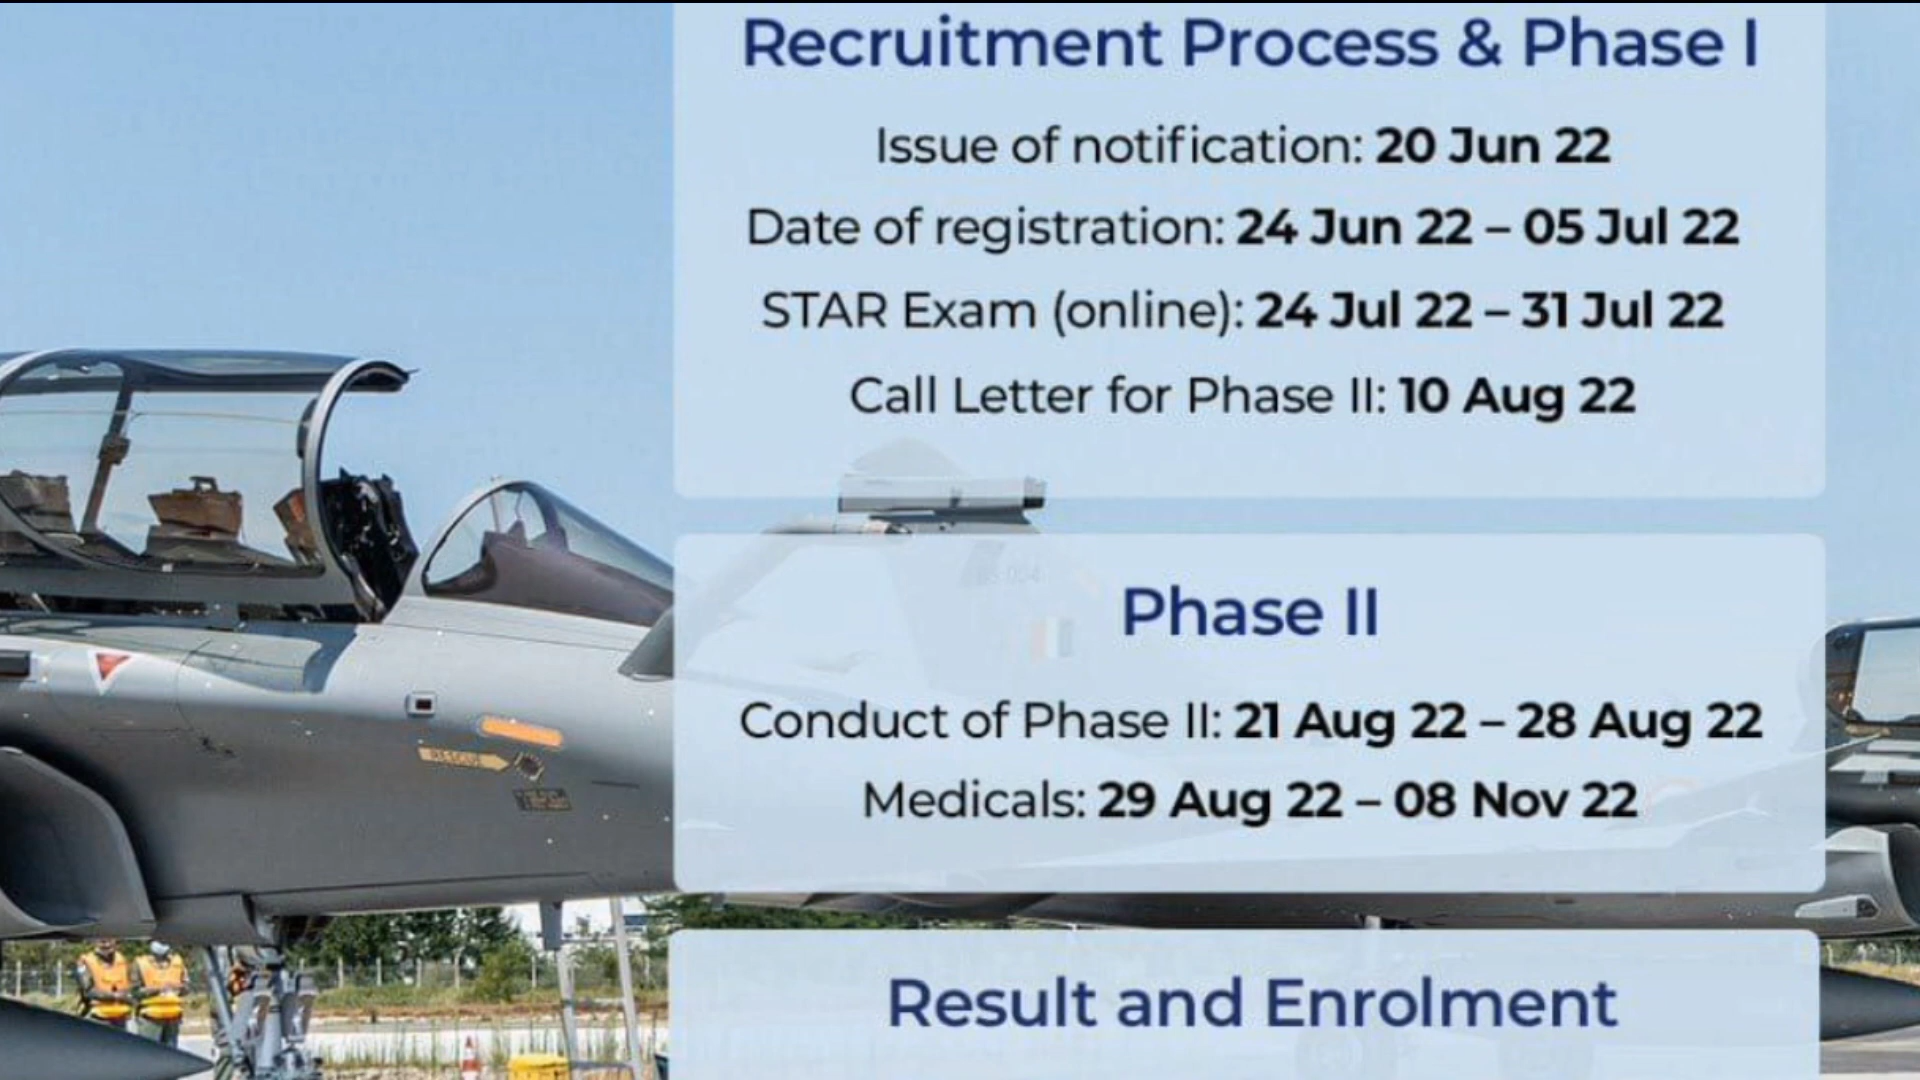 Recruitment Process & Phase I
Issue of notification: 20 Jun 22
Date of registration: 24 Jun 22 – 05 Jul 22
STAR Exam (online): 24 Jul 22 – 31 Jul 22
Call Letter for Phase II: 10 Aug 22
Phase II
Conduct of Phase II: 21 Aug 22 – 28 Aug 22
Medicals: 29 Aug 22 – 08 Nov 22
RESCUE
Result and Enrolment